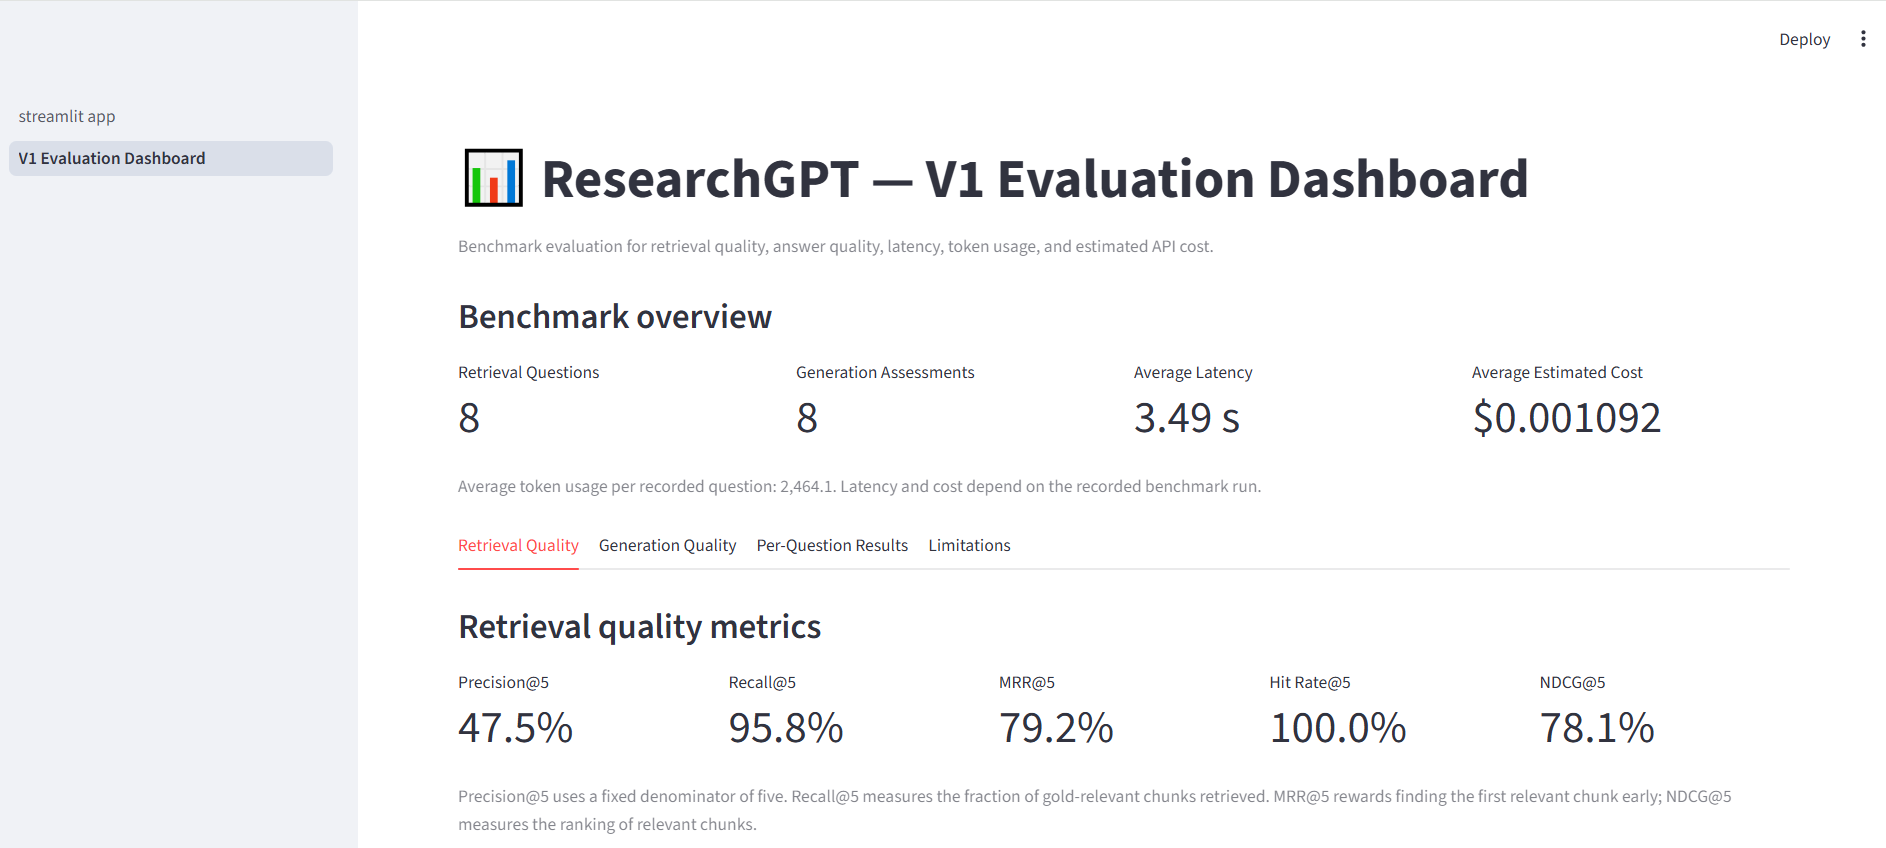 Deploy
streamlit app
V1 Evaluation Dashboard
ResearchGPT — V1 Evaluation Dashboard
Benchmark evaluation for retrieval quality, answer quality, latency, token usage, and estimated API cost.
Benchmark overview
Retrieval Questions
8
Generation Assessments
8
Average Latency
3.49 s
Average Estimated Cost
$0.001092
Average token usage per recorded question: 2,464.1. Latency and cost depend on the recorded benchmark run.
Retrieval Quality Generation Quality Per-Question Results Limitations
Retrieval quality metrics
Precision@5
47.5%
Recall@5
95.8%
MRR@5
79.2%
Hit Rate@5
100.0%
NDCG@5
78.1%
Precision@5 uses a fixed denominator of five. Recall@5 measures the fraction of gold-relevant chunks retrieved. MRR@5 rewards finding the first relevant chunk early; NDCG@5
measures the ranking of relevant chunks.